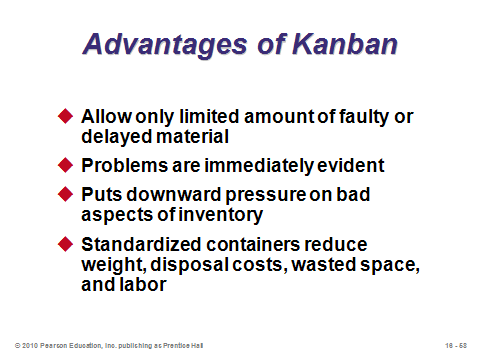 Advantages of Kanban
Allow only limited amount of faulty or
delayed material
Problems are immediately evident
Puts downward pressure on bad
aspects of inventory
Standardized containers reduce
weight, disposal costs, wasted space,
and labor
© 2010 Pearson Education, Inc. publishing as Prentice Hall
16 - 58